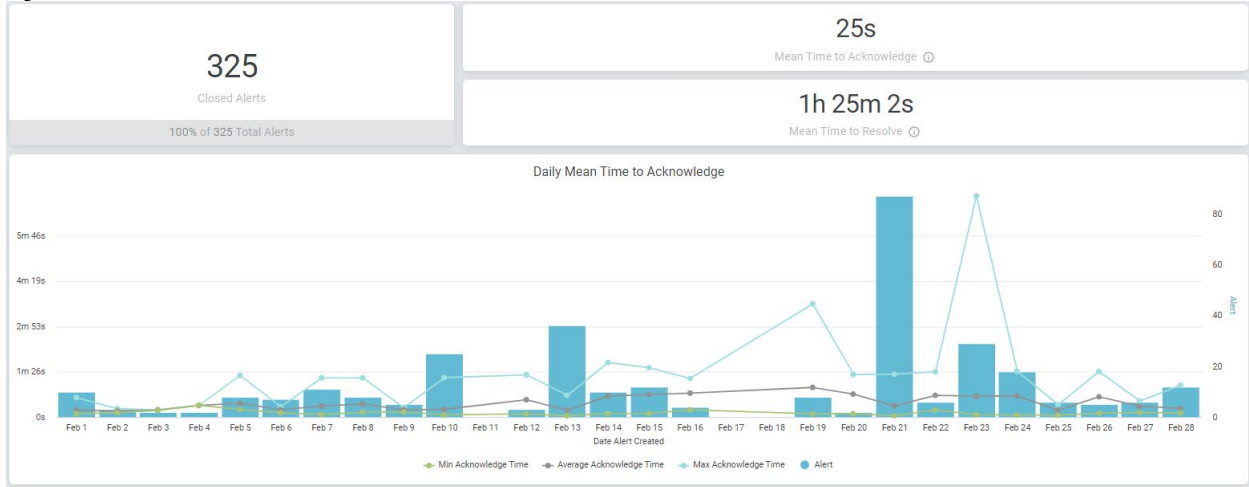 325
Closed Alerts
100% of 325 Total Alerts
25s
Mean Time to Acknowledge
1h 25m 2s
Mean Time to Resolve
Daily Mean Time to Acknowledge
5m 46s
4m 19s
2m 53s
1m 26s
0s
80
60
40
20
0
Alert
Feb 1 Feb 2 Feb 3 Feb 4 Feb 5 Feb 6 Feb 7 Feb 8 Feb 9 Feb 10 Feb 11 Feb 12 Feb 13 Feb 14 Feb 15 Feb 16 Feb 17 Feb 18 Feb 19 Feb 20 Feb 21 Feb 22 Feb 23 Feb 24 Feb 25 Feb 26 Feb 27 Feb 28
Date Alert Created
Min Acknowledge Time Average Acknowledge Time Max Acknowledge Time Alert